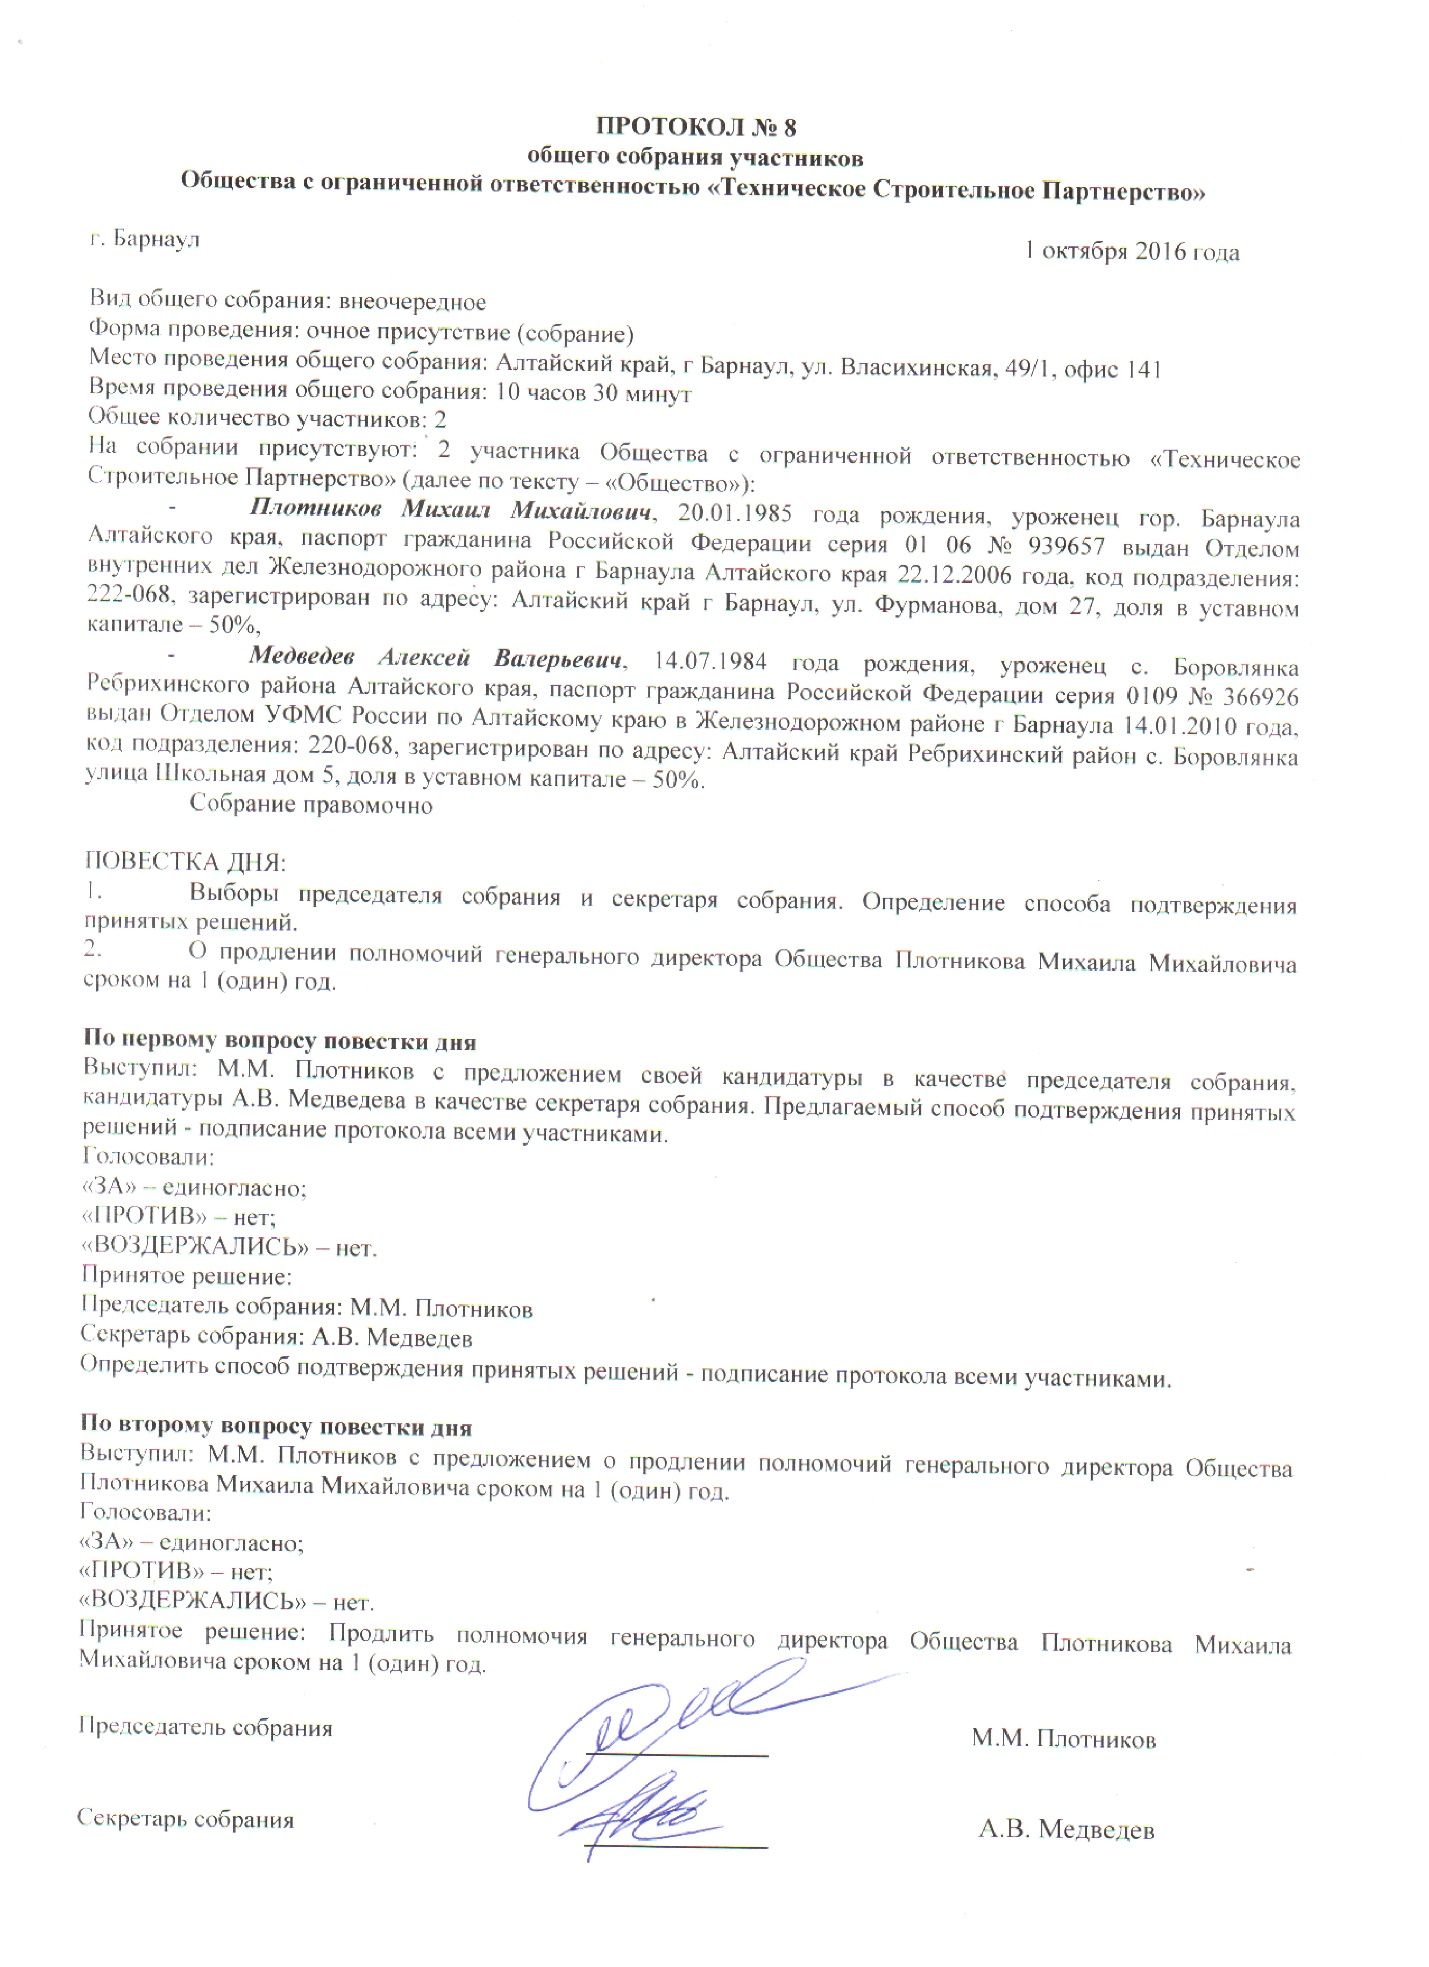 ПРОТОКОЛ № 8
общего собрания участников
Общества с ограниченной ответственностью «Техническое Строительное Партнерство»
г. Барнаул
1 октября 2016 года
Вид общего собрания: внеочередное
Форма проведения: очное присутствие (собрание)
Место проведения общего собрания: Алтайский край, г Барнаул, ул. Власихинская, 49/1, офис 141
Время проведения общего собрания: 10 часов 30 минут
Общее количество участников: 2
На собрании присутствуют: 2 участника Общества с ограниченной ответственностью «Техническое
Строительное Партнерство» (далее по тексту – «Общество»):
- Плотников Михаил Михайлович, 20.01.1985 года рождения, уроженец гор. Барнаула
Алтайского края, паспорт гражданина Российской Федерации серия 01 06 № 939657 выдан Отделом
внутренних дел Железнодорожного района г Барнаула Алтайского края 22.12.2006 года, код подразделения:
222-068, зарегистрирован по адресу: Алтайский край г Барнаул, ул. Фурманова, дом 27, доля в уставном
капитале – 50%,
- Медведев Алексей Валерьевич, 14.07.1984 года рождения, уроженец с. Боровлянка
Ребрихинского района Алтайского края, паспорт гражданина Российской Федерации серия 0109 № 366926
выдан Отделом УФМС России по Алтайскому краю в Железнодорожном районе г Барнаула 14.01.2010 года,
код подразделения: 220-068, зарегистрирован по адресу: Алтайский край Ребрихинский район с. Боровлянка
улица Школьная дом 5, доля в уставном капитале – 50%.
Собрание правомочно
ПОВЕСТКА ДНЯ:
1. Выборы председателя собрания и секретаря собрания. Определение способа подтверждения
принятых решений.
2. О продлении полномочий генерального директора Общества Плотникова Михаила Михайловича
сроком на 1 (один) год.
По первому вопросу повестки дня
Выступил: М.М. Плотников с предложением своей кандидатуры в качестве председателя собрания,
кандидатуры А.В. Медведева в качестве секретаря собрания. Предлагаемый способ подтверждения принятых
решений - подписание протокола всеми участниками.
Голосовали:
«ЗА» – единогласно;
«ПРОТИВ» – нет;
«ВОЗДЕРЖАЛИСЬ» – нет.
Принятое решение:
Председатель собрания: М.М. Плотников
Секретарь собрания: А.В. Медведев
Определить способ подтверждения принятых решений - подписание протокола всеми участниками.
По второму вопросу повестки дня
Выступил: М.М. Плотников с предложением о продлении полномочий генерального директора Общества
Плотникова Михаила Михайловича сроком на 1 (один) год.
Голосовали:
«ЗА» – единогласно;
«ПРОТИВ» – нет;
«ВОЗДЕРЖАЛИСЬ» – нет.
Принятое решение: Продлить полномочия генерального директора Общества Плотникова Михаила
Михайловича сроком на 1 (один) год.
Председатель собрания
М.М. Плотников
Секретарь собрания
А.В. Медведев